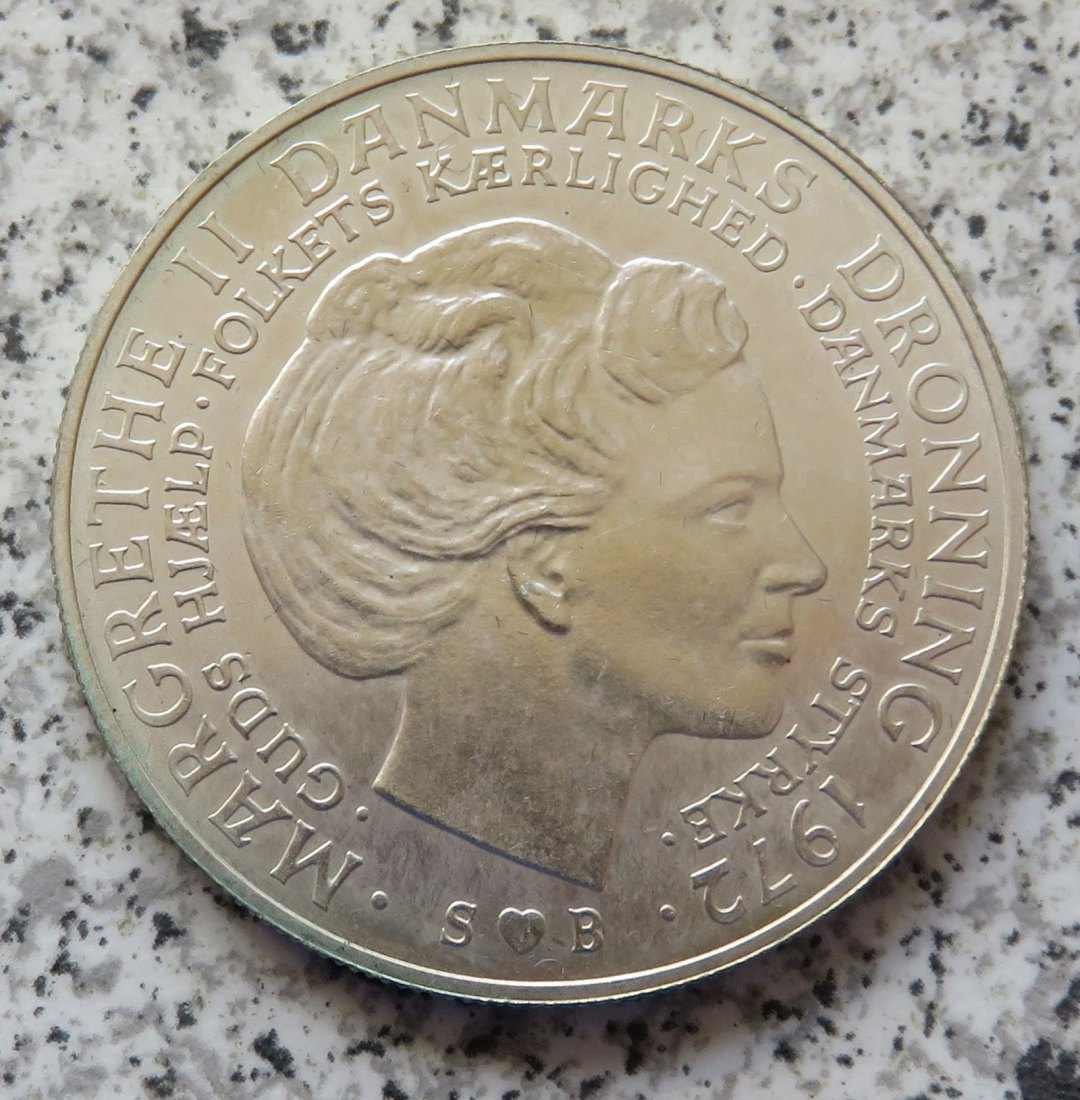 MARGRETHE II DANMARKS DRONNING 1972
· GUDS HJÆLP · FOLKETS KÆRLIGHED · DANMARKS STYRKE ·
· S ♥ B ·